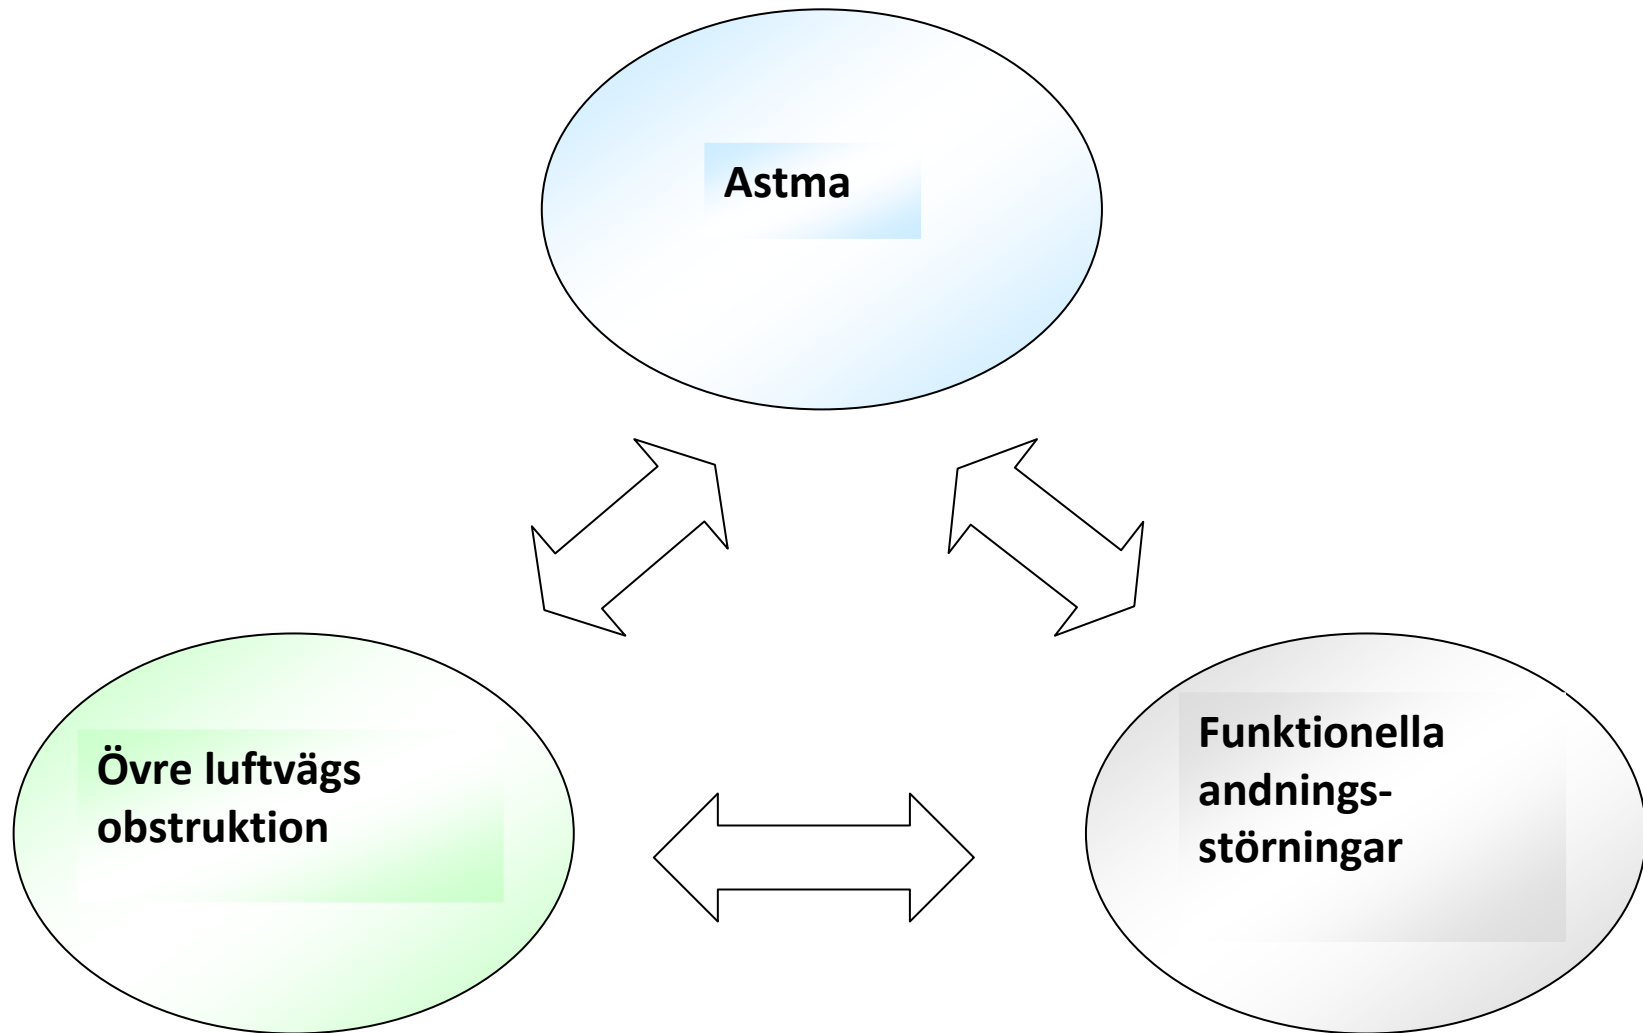 Astma
Övre luftvägs
obstruktion
Funktionella
andnings-
störningar